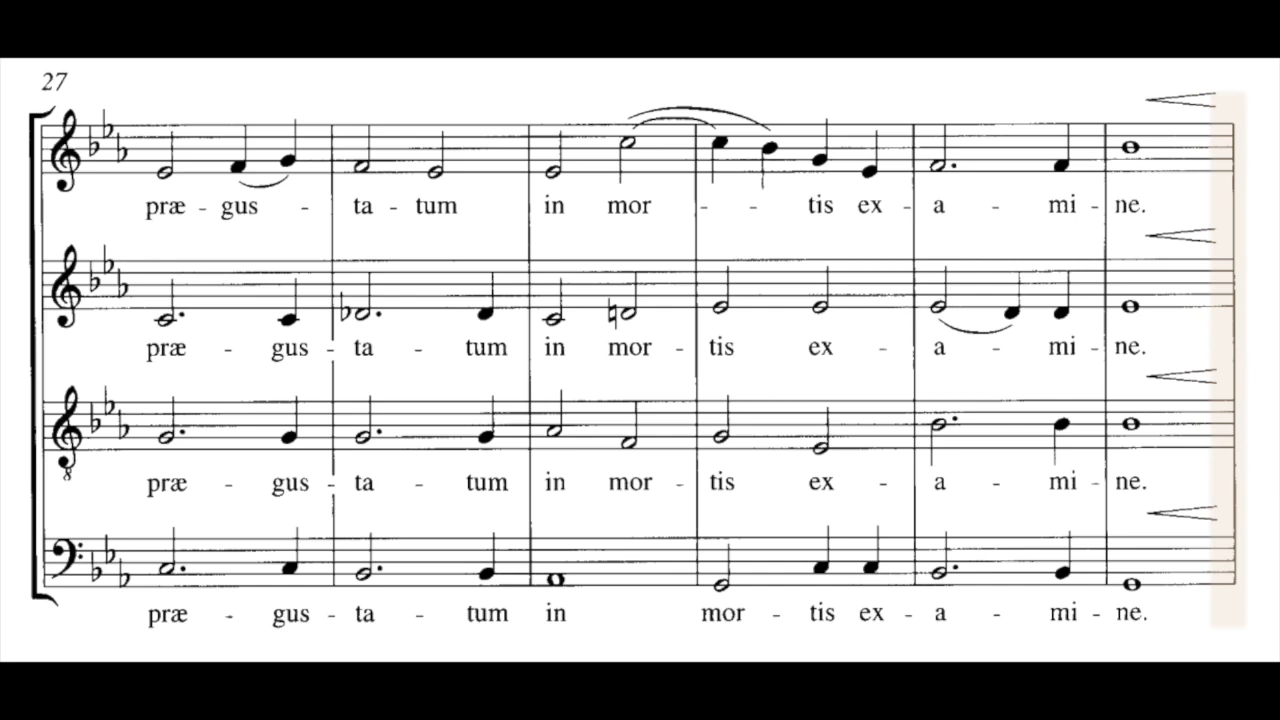 27
præ - gus - ta - tum in mor - - tis ex - a - mi - ne.
præ - gus - ta - tum in mor - tis ex - a - mi - ne.
8
præ - gus - ta - tum in mor - tis ex - a - mi - ne.
præ - gus - ta - tum in mor - tis ex - a - mi - ne.